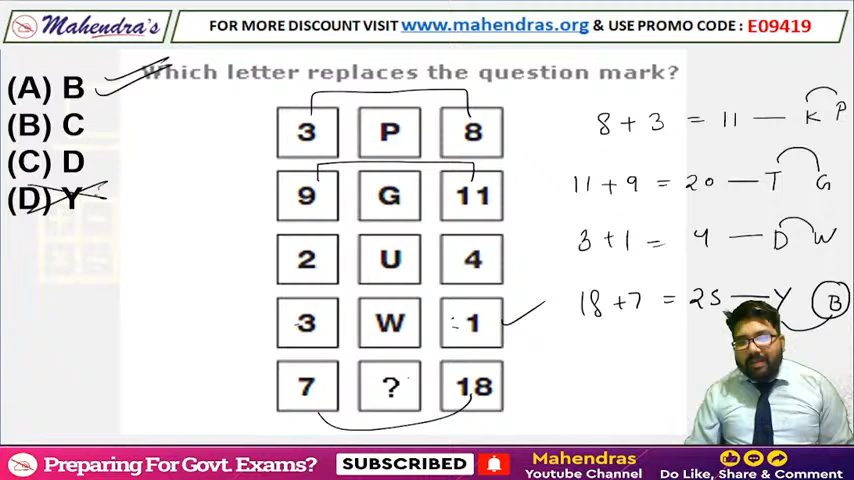 Mahendra's
FOR MORE DISCOUNT VISIT www.mahendras.org & USE PROMO CODE : E09419
Which letter replaces the question mark?
(A) B
(B) C
(C) D
(D) Y
3 P 8
9 G 11
2 U 4
3 W 1
7 ? 18
8 + 3 = 11 — K P
11 + 9 = 20 — T G
3 + 1 = 4 — D W
18 + 7 = 25 — Y B
Preparing For Govt. Exams?
SUBSCRIBED
Mahendras
Youtube Channel
Do Like, Share & Comment